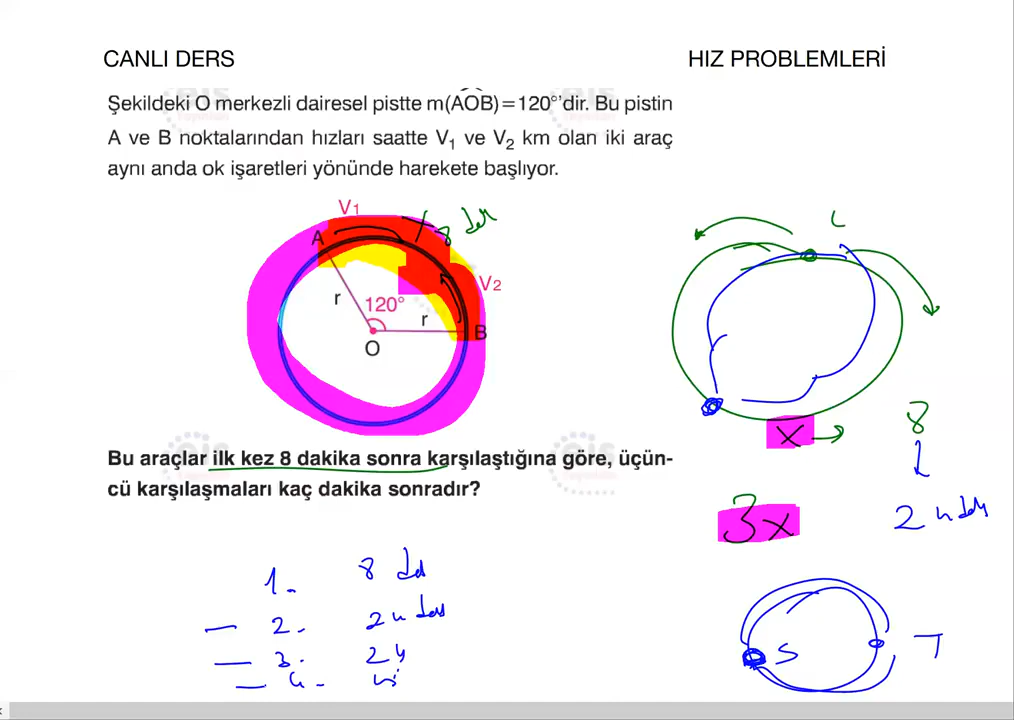 CANLI DERS
HIZ PROBLEMLERİ
Şekildeki O merkezli dairesel pistte m(AOB)=120°'dir. Bu pistin
A ve B noktalarından hızları saatte V₁ ve V₂ km olan iki araç
aynı anda ok işaretleri yönünde harekete başlıyor.
V₁
A
8 dk
V₂
r
120°
r
B
O
x
8
3x
Bu araçlar ilk kez 8 dakika sonra karşılaştığına göre, üçün-
cü karşılaşmaları kaç dakika sonradır?
1. 8 dk
2.
3.
S